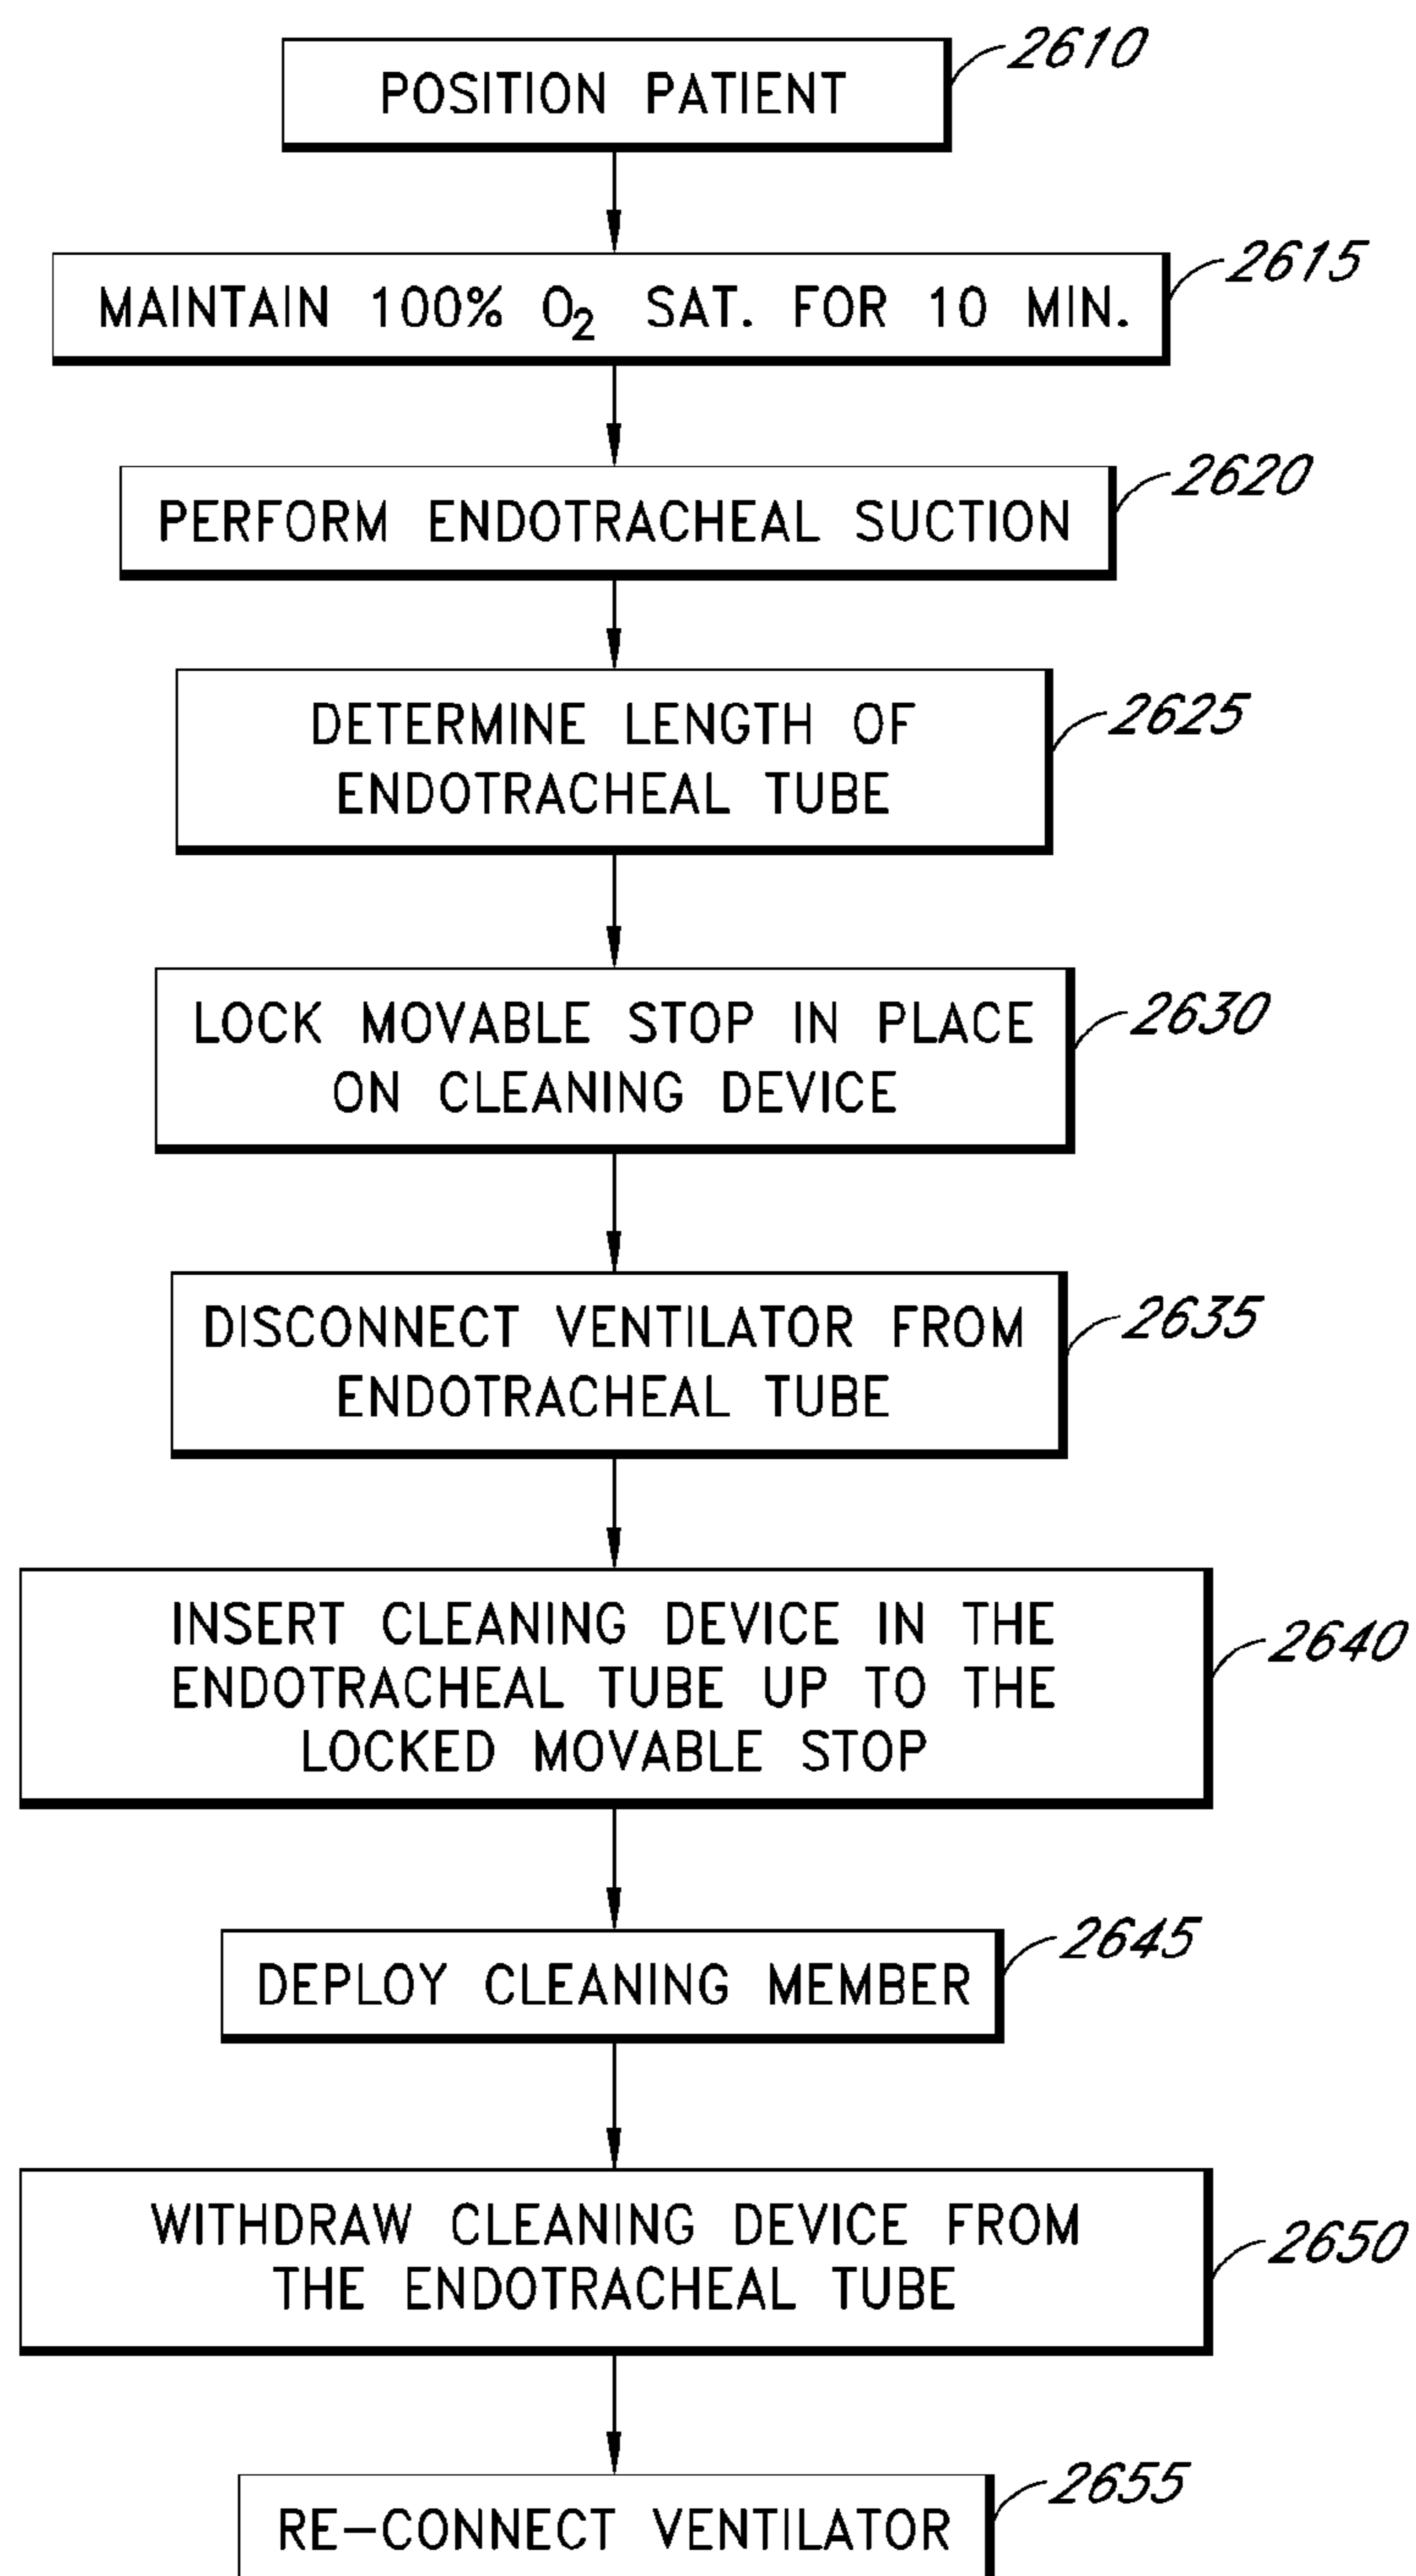 POSITION PATIENT
2610
MAINTAIN 100% O2 SAT. FOR 10 MIN.
2615
PERFORM ENDOTRACHEAL SUCTION
2620
DETERMINE LENGTH OF
ENDOTRACHEAL TUBE
2625
LOCK MOVABLE STOP IN PLACE
ON CLEANING DEVICE
2630
DISCONNECT VENTILATOR FROM
ENDOTRACHEAL TUBE
2635
INSERT CLEANING DEVICE IN THE
ENDOTRACHEAL TUBE UP TO THE
LOCKED MOVABLE STOP
2640
DEPLOY CLEANING MEMBER
2645
WITHDRAW CLEANING DEVICE FROM
THE ENDOTRACHEAL TUBE
2650
RE-CONNECT VENTILATOR
2655